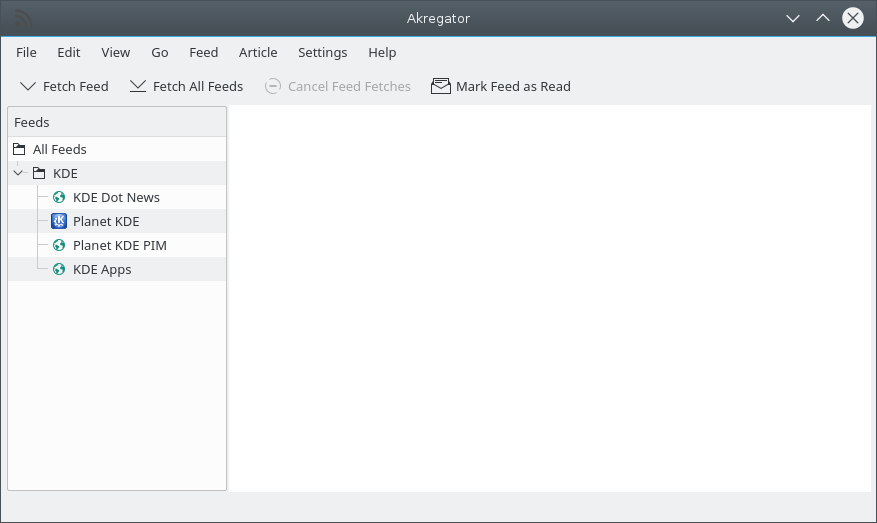 Akregator
File Edit View Go Feed Article Settings Help
Fetch Feed Fetch All Feeds Cancel Feed Fetches Mark Feed as Read
Feeds
All Feeds
KDE
KDE Dot News
Planet KDE
Planet KDE PIM
KDE Apps